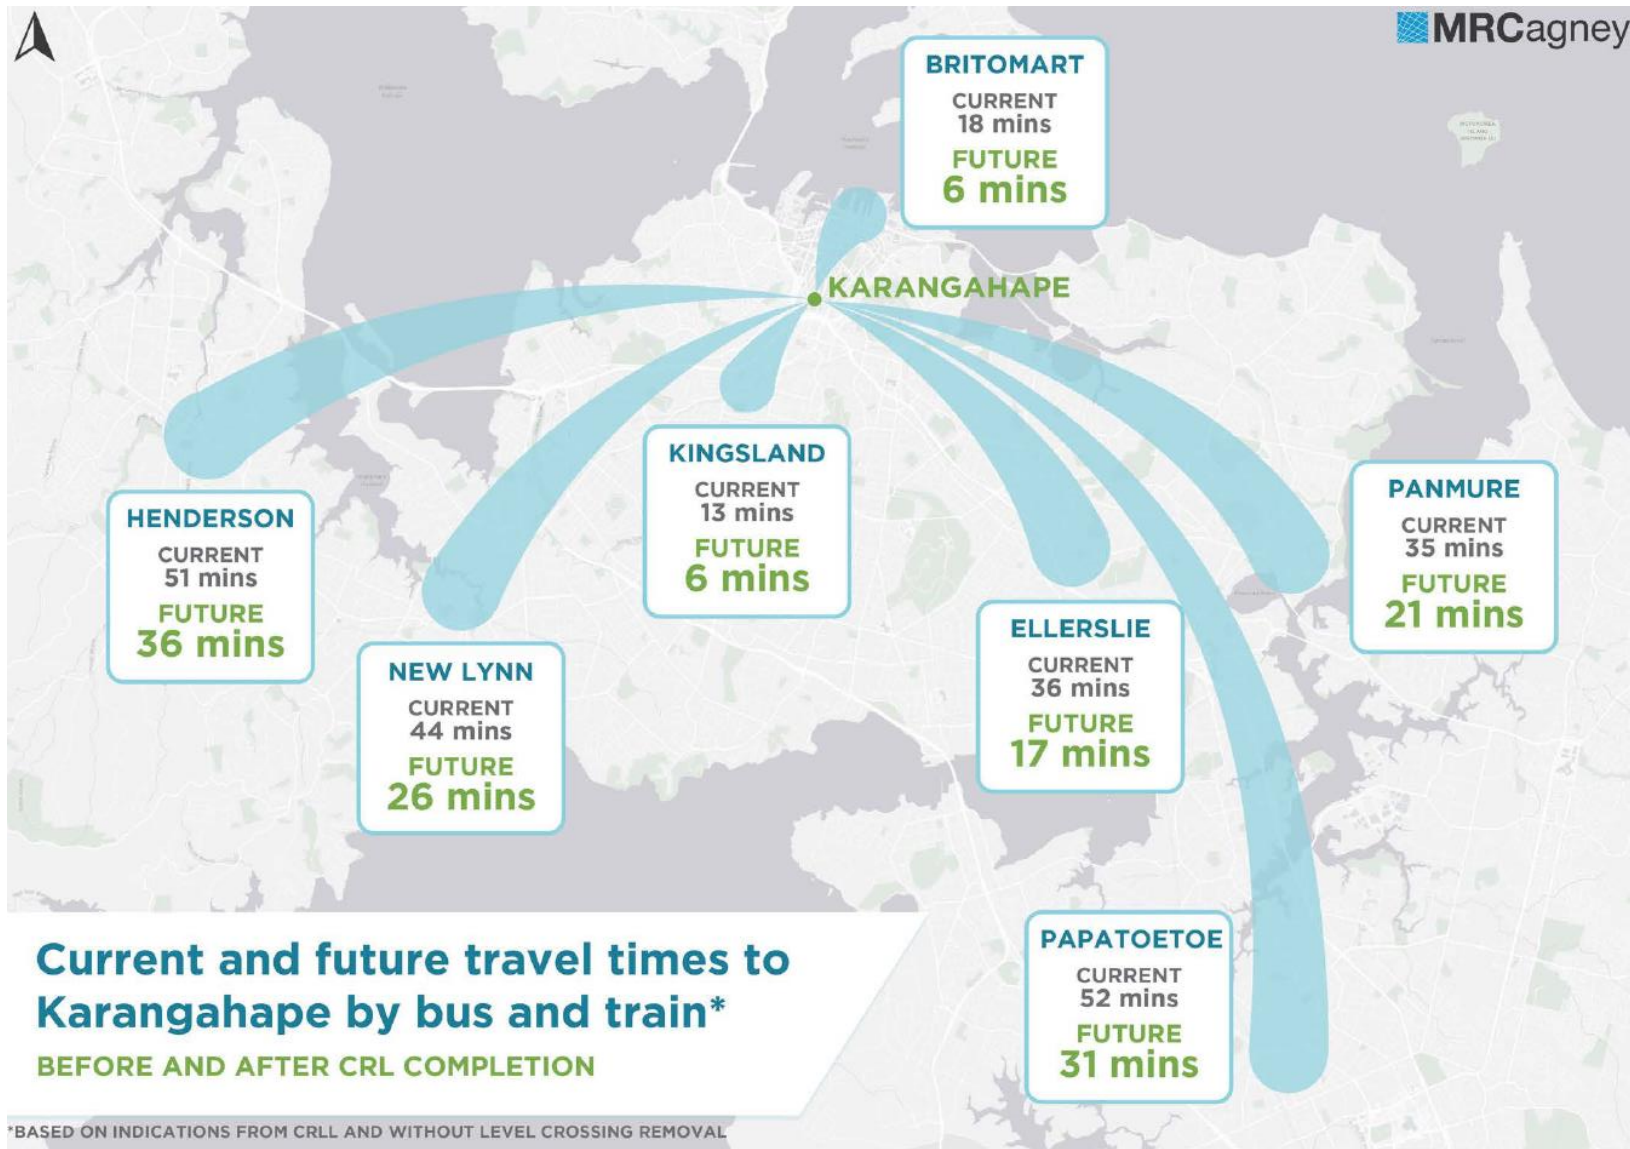 MRCagney
BRITOMART
CURRENT
18 mins
FUTURE
6 mins
KARANGAHAPE
HENDERSON
CURRENT
51 mins
FUTURE
36 mins
NEW LYNN
CURRENT
44 mins
FUTURE
26 mins
KINGSLAND
CURRENT
13 mins
FUTURE
6 mins
ELLERSLIE
CURRENT
36 mins
FUTURE
17 mins
PANMURE
CURRENT
35 mins
FUTURE
21 mins
PAPATOETOE
CURRENT
52 mins
FUTURE
31 mins
Current and future travel times to
Karangahape by bus and train*
BEFORE AND AFTER CRL COMPLETION
*BASED ON INDICATIONS FROM CRLL AND WITHOUT LEVEL CROSSING REMOVAL